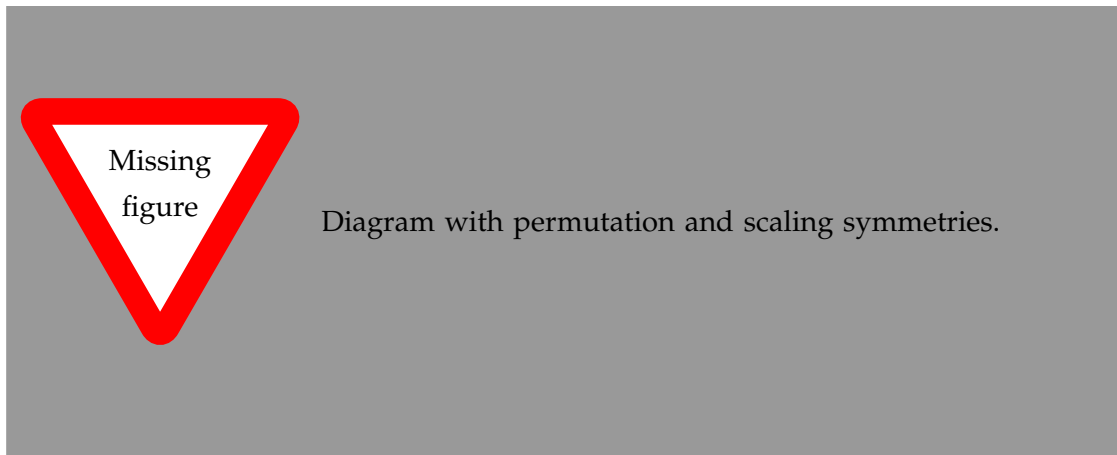 Missing
figure
Diagram with permutation and scaling symmetries.